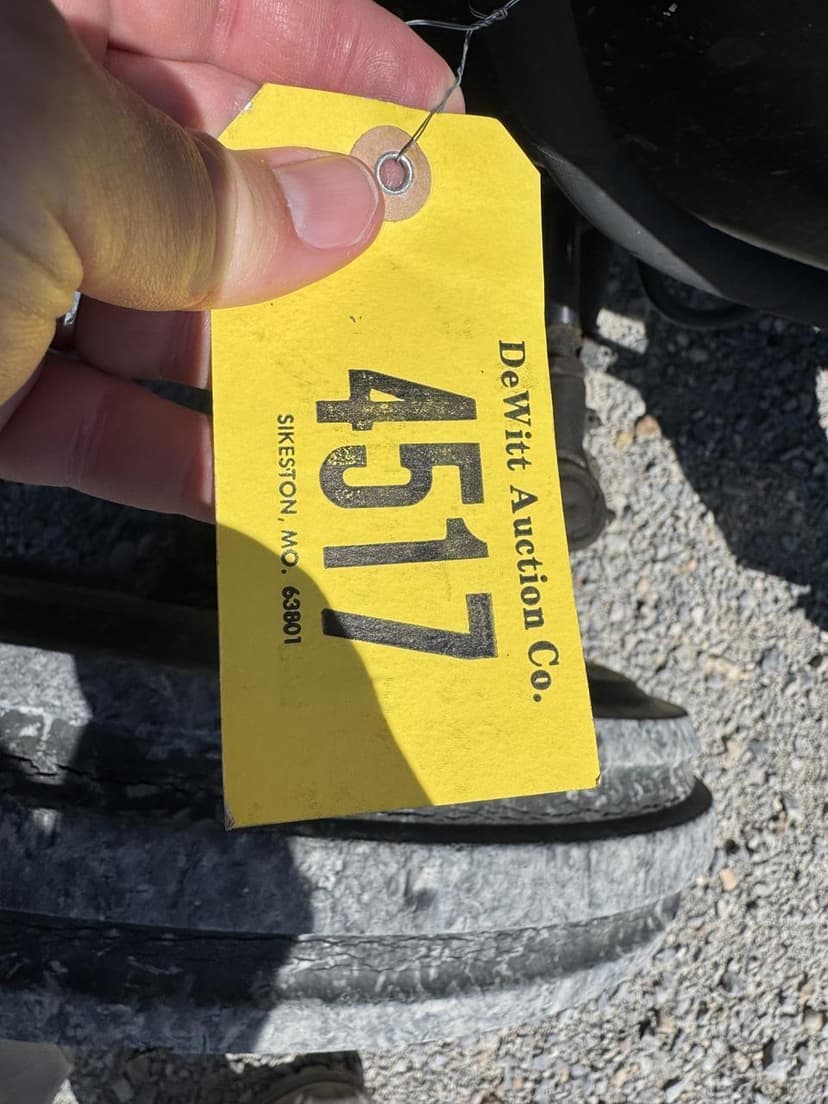 DeWitt Auction Co.
4517
SIKESTON, MO. 63801